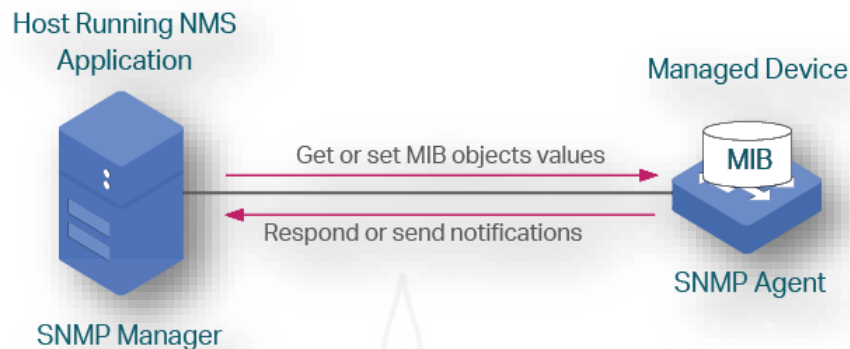 Host Running NMS
Application
Managed Device
Get or set MIB objects values
MIB
Respond or send notifications
SNMP Agent
SNMP Manager